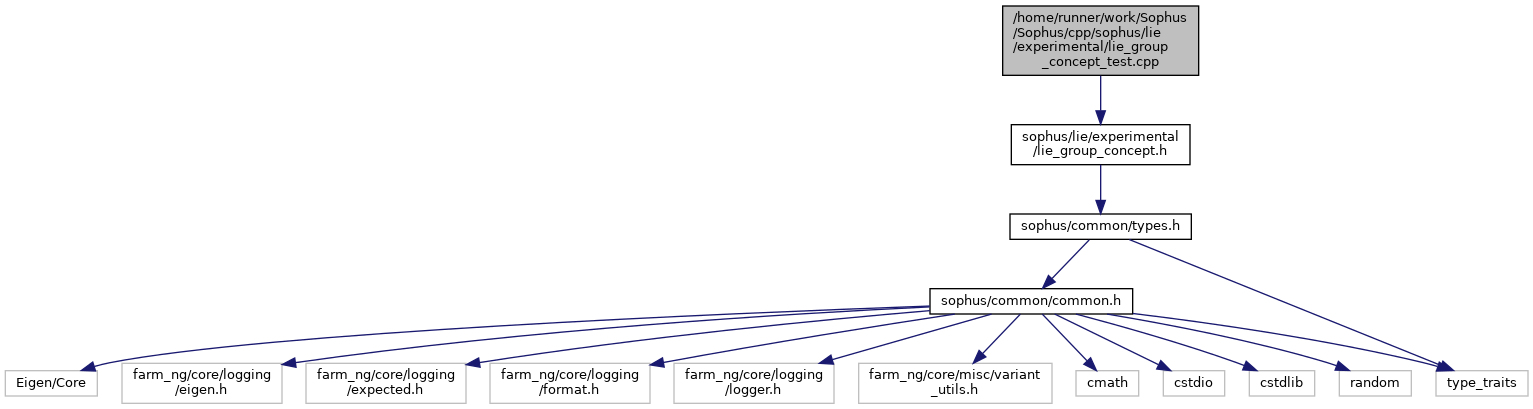 /home/runner/work/Sophus
/Sophus/cpp/sophus/lie
/experimental/lie_group
_concept_test.cpp
sophus/lie/experimental
/lie_group_concept.h
sophus/common/types.h
sophus/common/common.h
Eigen/Core
farm_ng/core/logging
/eigen.h
farm_ng/core/logging
/expected.h
farm_ng/core/logging
/format.h
farm_ng/core/logging
/logger.h
farm_ng/core/misc/variant
_utils.h
cmath
cstdio
cstdlib
random
type_traits